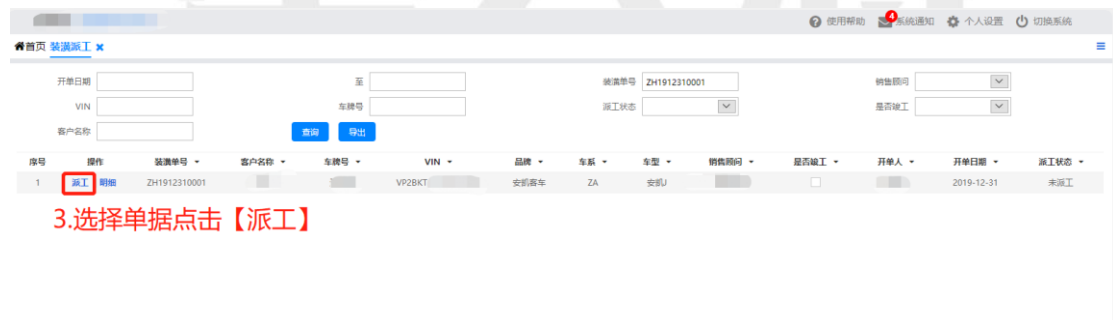 使用帮助 4 系统通知 个人设置 切换系统
首页 装潢派工
开单日期 至 装潢单号 ZH1912310001 销售顾问
VIN 车牌号 派工状态 是否竣工
客户名称 查询 导出
序号 操作 装潢单号 客户名称 车牌号 VIN 品牌 车系 车型 销售顾问 是否竣工 开单人 开单日期 派工状态
1 派工 明细 ZH1912310001 VP2BKT 安凯客车 ZA 安凯J 2019-12-31 未派工
3.选择单据点击【派工】